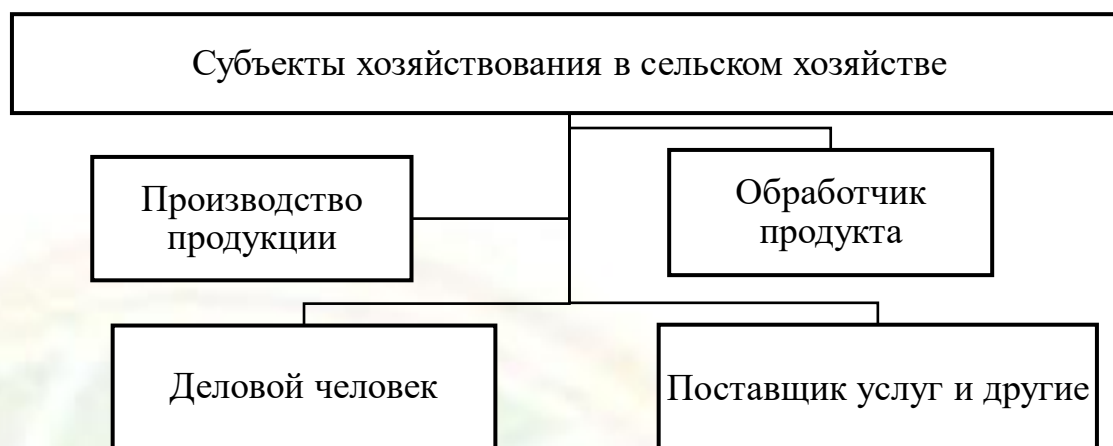 Субъекты хозяйствования в сельском хозяйстве
Производство
продукции
Обработчик
продукта
Деловой человек
Поставщик услуг и другие